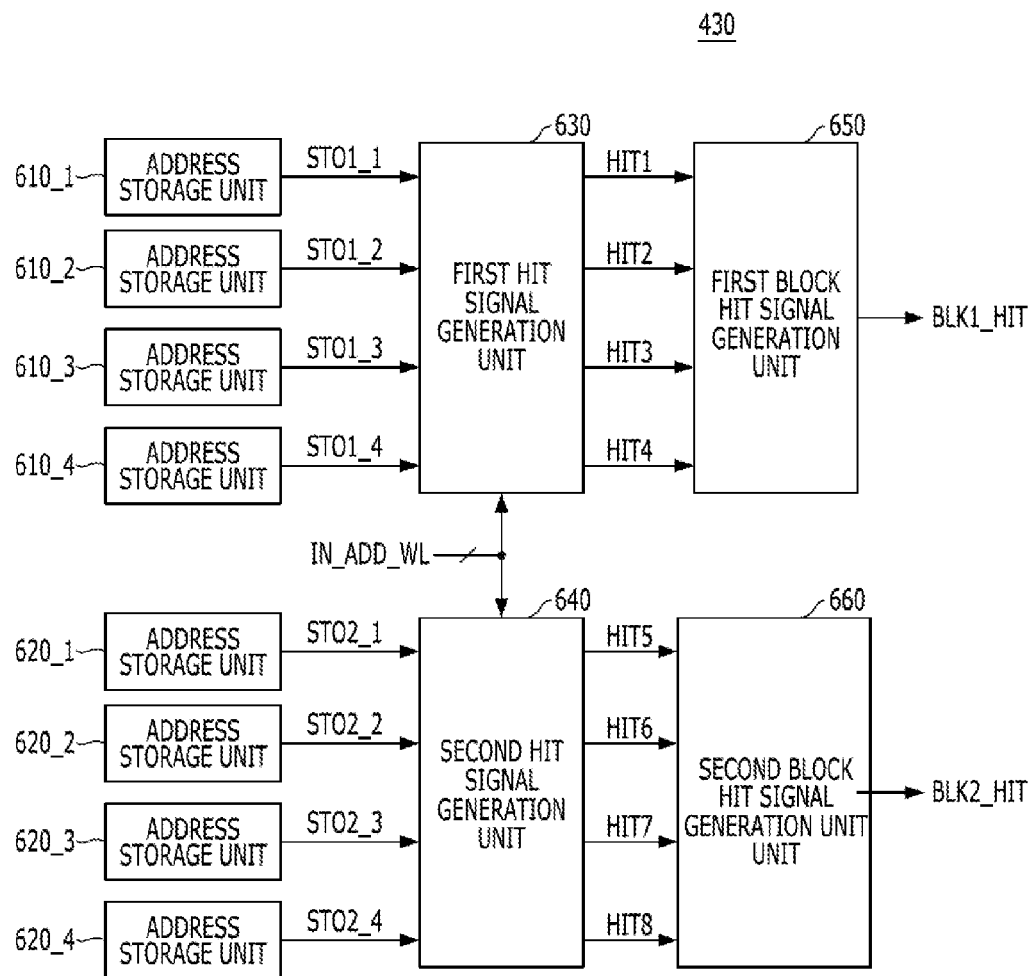 430
630
650
610_1
ADDRESS
STORAGE UNIT
STO1_1
HIT1
610_2
ADDRESS
STORAGE UNIT
STO1_2
HIT2
FIRST HIT
SIGNAL
GENERATION
UNIT
FIRST BLOCK
HIT SIGNAL
GENERATION
UNIT
BLK1_HIT
610_3
ADDRESS
STORAGE UNIT
STO1_3
HIT3
610_4
ADDRESS
STORAGE UNIT
STO1_4
HIT4
IN_ADD_WL
640
660
620_1
ADDRESS
STORAGE UNIT
STO2_1
HIT5
620_2
ADDRESS
STORAGE UNIT
STO2_2
HIT6
SECOND HIT
SIGNAL
GENERATION
UNIT
SECOND BLOCK
HIT SIGNAL
GENERATION UNIT
UNIT
BLK2_HIT
620_3
ADDRESS
STORAGE UNIT
STO2_3
HIT7
620_4
ADDRESS
STORAGE UNIT
STO2_4
HIT8